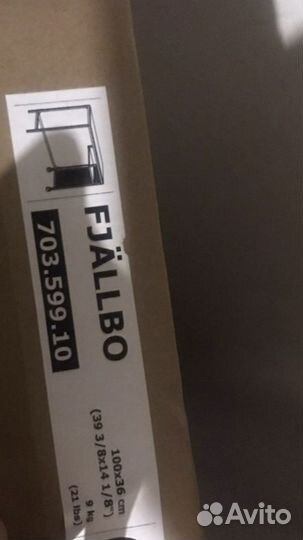 FJÄLLBO
703.599.10
100x36 cm
(39 3/8x14 1/8")
9 kg
(21 lbs)
Avito